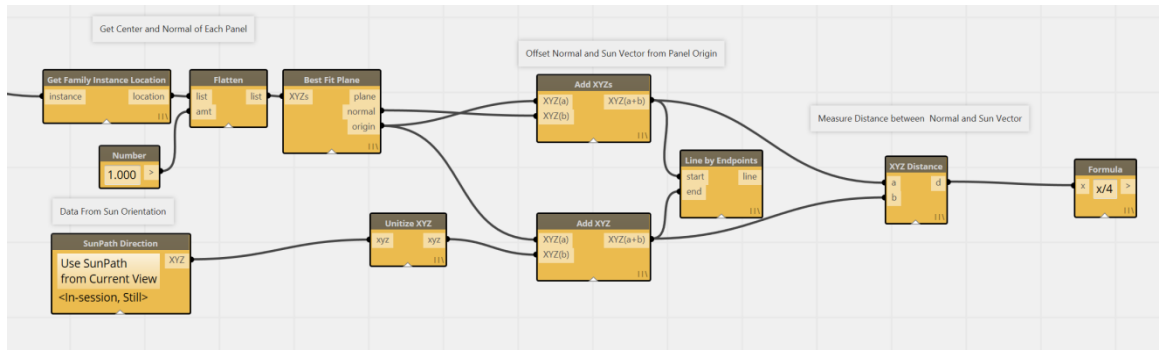 Get Center and Normal of Each Panel
Offset Normal and Sun Vector from Panel Origin
Get Family Instance Location
instance location
Flatten
list list
amt
Best Fit Plane
XYZs plane
normal
origin
Add XYZs
XYZ(a) XYZ(a+b)
XYZ(b)
Measure Distance between Normal and Sun Vector
Number
1.000 >
Line by Endpoints
start line
end
XYZ Distance
a d
b
Formula
x x/4 >
Data From Sun Orientation
SunPath Direction
Use SunPath XYZ
from Current View
<In-session, Still>
Unitize XYZ
xyz xyz
Add XYZ
XYZ(a) XYZ(a+b)
XYZ(b)